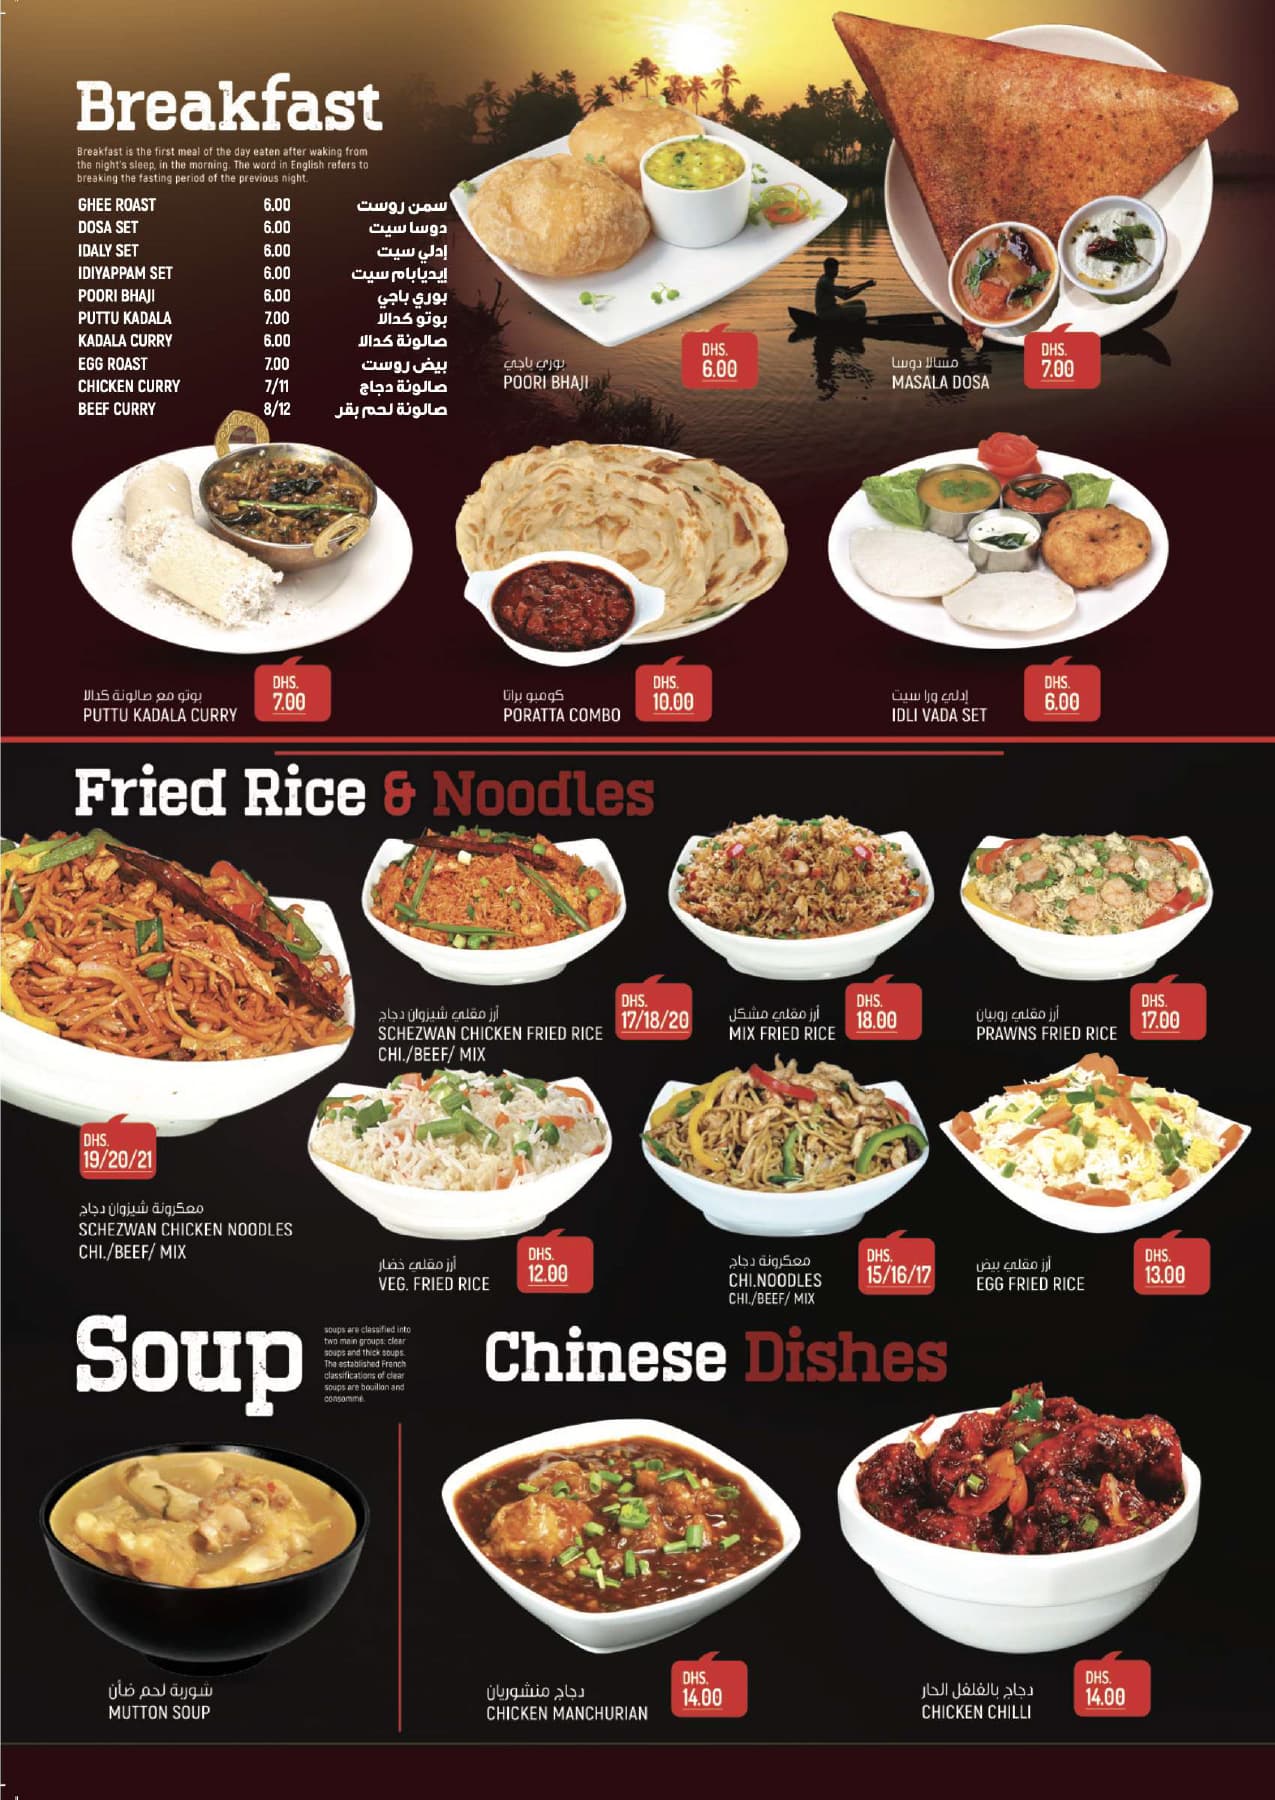 Breakfast
Breakfast is the first meal of the day eaten after waking from
the night's sleep, in the morning. The word in English refers to
breaking the fasting period of the previous night.
GHEE ROAST 6.00 سمن روست
DOSA SET 6.00 دوسا سيت
IDALY SET 6.00 إدلي سيت
IDIYAPPAM SET 6.00 إيديابام سيت
POORI BHAJI 6.00 بوري باجي
PUTTU KADALA 7.00 بوتو كدالا
KADALA CURRY 6.00 صالونة كدالا
EGG ROAST 7.00 بيض روست
CHICKEN CURRY 7/11 صالونة دجاج
BEEF CURRY 8/12 صالونة لحم بقر
بوري باجي
POORI BHAJI
DHS.
6.00
مسالا دوسا
MASALA DOSA
DHS.
7.00
بوتو مع صالونة كدالا
PUTTU KADALA CURRY
DHS.
7.00
كومبو براتا
PORATTA COMBO
DHS.
10.00
إدلي ورا سيت
IDLI VADA SET
DHS.
6.00
Fried Rice & Noodles
أرز مقلي شيزوان دجاج
SCHEZWAN CHICKEN FRIED RICE
CHI./BEEF/ MIX
DHS.
17/18/20
أرز مقلي مشكل
MIX FRIED RICE
DHS.
18.00
أرز مقلي روبيان
PRAWNS FRIED RICE
DHS.
17.00
DHS.
19/20/21
معكرونة شيزوان دجاج
SCHEZWAN CHICKEN NOODLES
CHI./BEEF/ MIX
أرز مقلي خضار
VEG. FRIED RICE
DHS.
12.00
معكرونة دجاج
CHI.NOODLES
CHI./BEEF/ MIX
DHS.
15/16/17
أرز مقلي بيض
EGG FRIED RICE
DHS.
13.00
Soup
soups are classified into
two main groups: clear
soups and thick soups.
The established French
classifications of clear
soups are bouillon and
consommé.
شوربة لحم ضأن
MUTTON SOUP
Chinese Dishes
دجاج منشوريان
CHICKEN MANCHURIAN
DHS.
14.00
دجاج بالفلفل الحار
CHICKEN CHILLI
DHS.
14.00